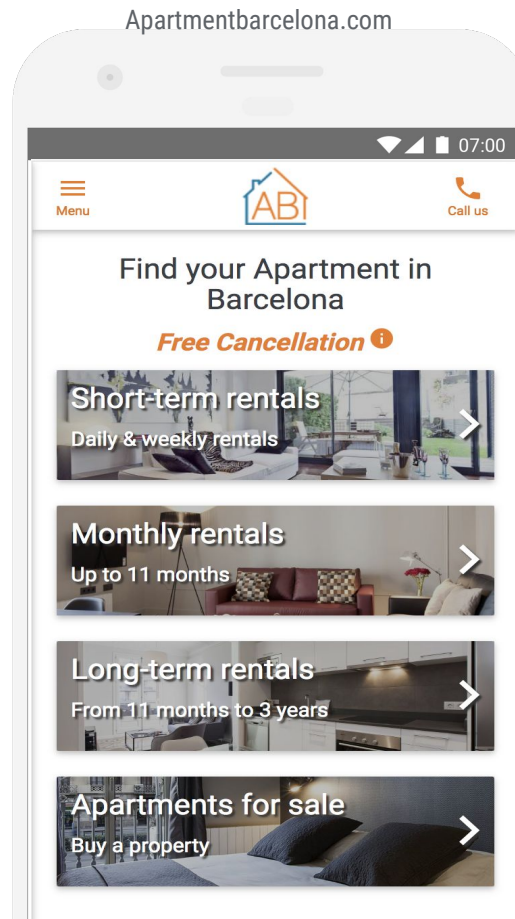 Apartmentbarcelona.com
07:00
Menu
AB
Call us
Find your Apartment in
Barcelona
Free Cancellation i
Short-term rentals
Daily & weekly rentals
Monthly rentals
Up to 11 months
Long-term rentals
From 11 months to 3 years
Apartments for sale
Buy a property